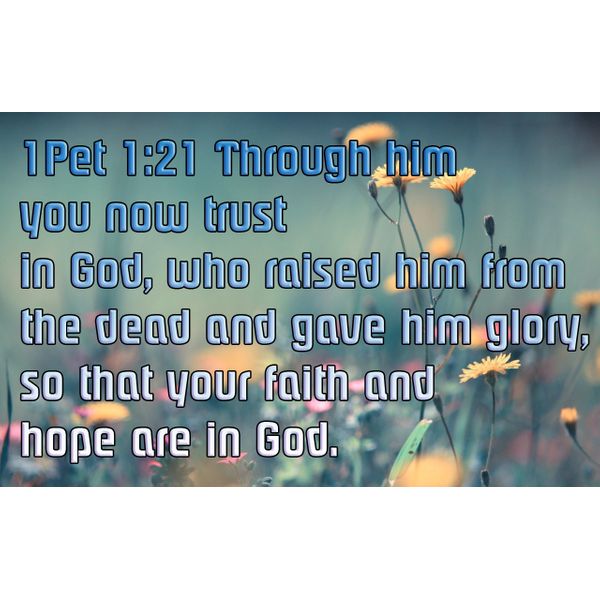 1Pet 1:21 Through him
you now trust
in God, who raised him from
the dead and gave him glory,
so that your faith and
hope are in God.